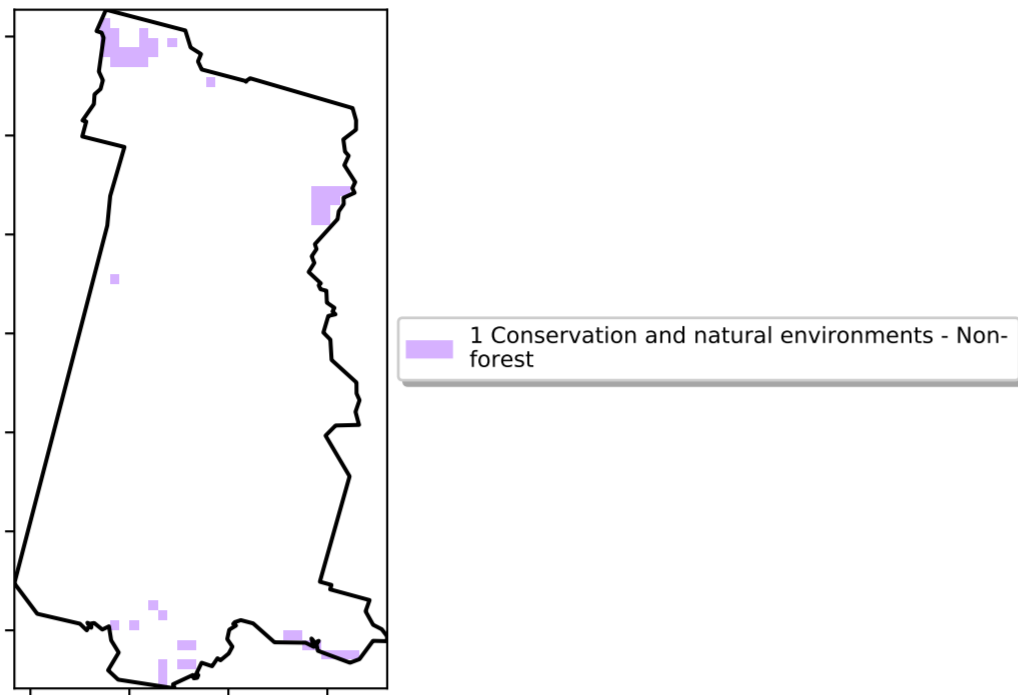 1 Conservation and natural environments - Non-
forest